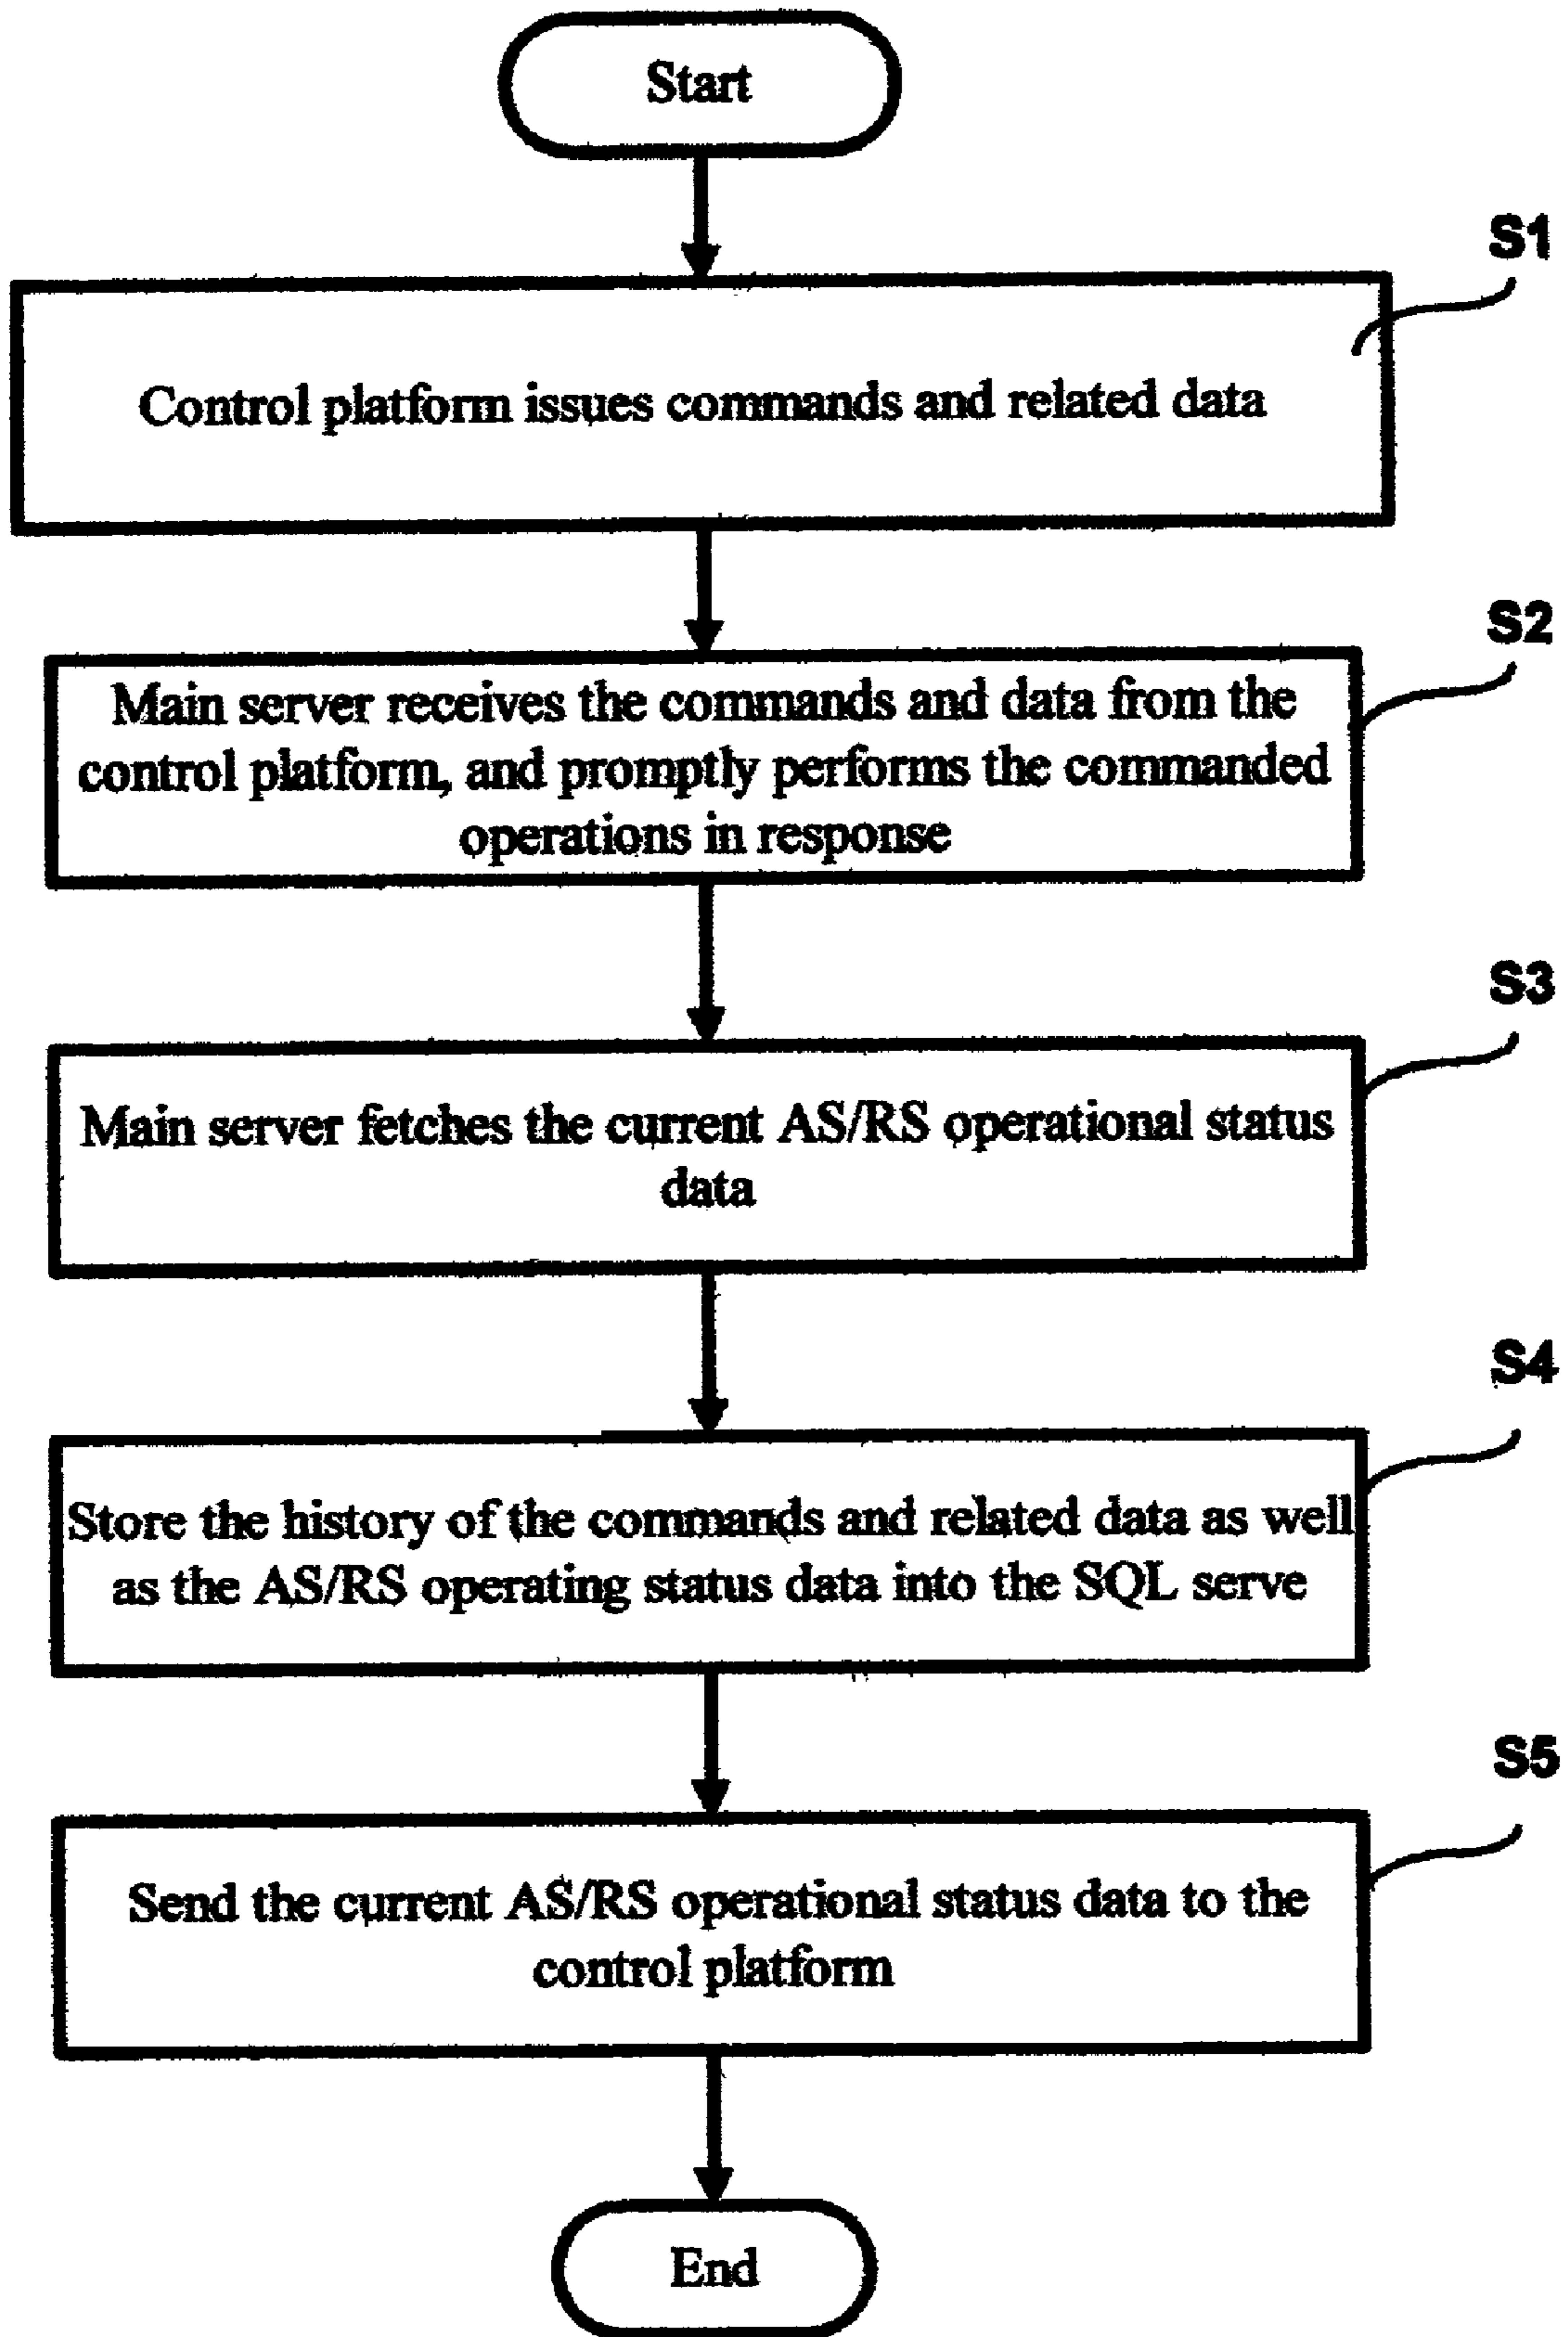 Start
S1
Control platform issues commands and related data
S2
Main server receives the commands and data from the
control platform, and promptly performs the commanded
operations in response
S3
Main server fetches the current AS/RS operational status
data
S4
Store the history of the commands and related data as well
as the AS/RS operating status data into the SQL serve
S5
Send the current AS/RS operational status data to the
control platform
End